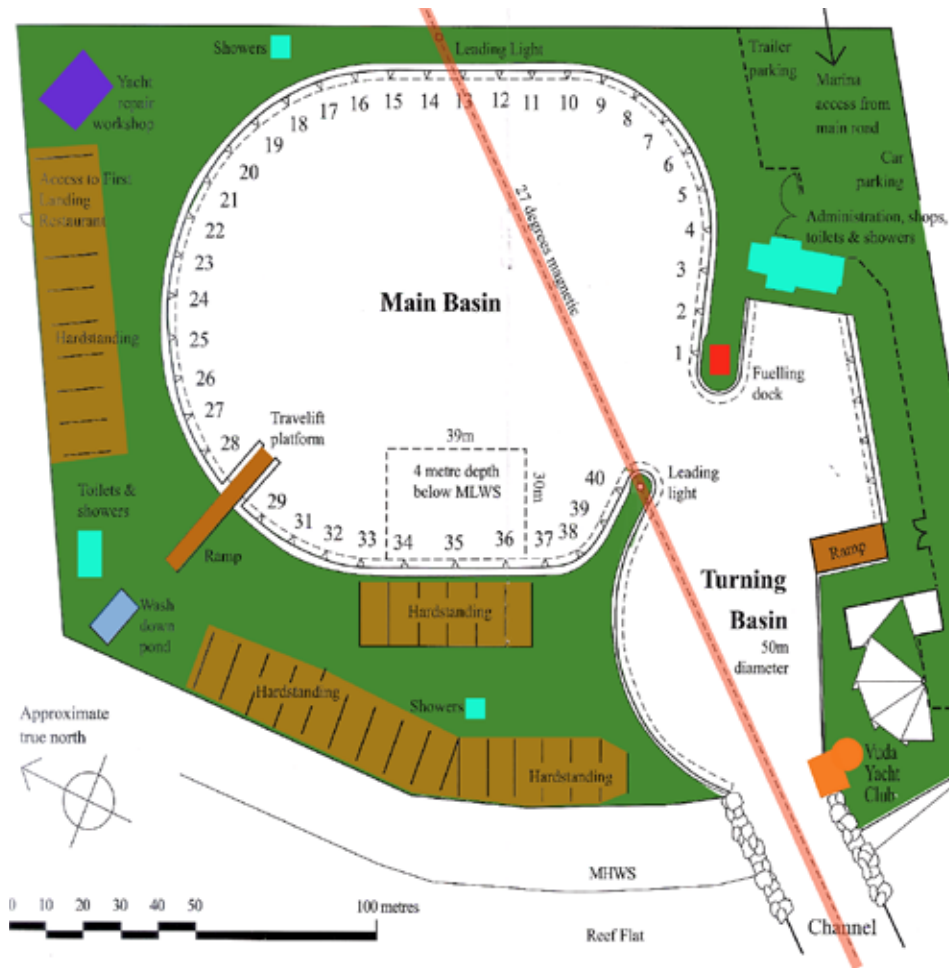 Showers
Leading Light
Trailer
parking
Marina
access from
main road
Yacht
repair
workshop
Car
parking
Access to First
Landing
Restaurant
Administration, shops,
toilets & showers
27 degrees magnetic
Main Basin
Hardstanding
Fuelling
dock
1
2
3
4
5
6
7
8
9
10
11
12
13
14
15
16
17
18
19
20
21
22
23
24
25
26
27
28
29
31
32
33
34
35
36
37
38
39
40
Travelift
platform
39m
4 metre depth
below MLWS
30m
Leading
light
Toilets &
showers
Ramp
Ramp
Turning
Basin
50m
diameter
Wash
down
pond
Hardstanding
Hardstanding
Showers
Hardstanding
Approximate
true north
Vuda
Yacht
Club
MHWS
Channel
Reef Flat
0 10 20 30 40 50 100 metres